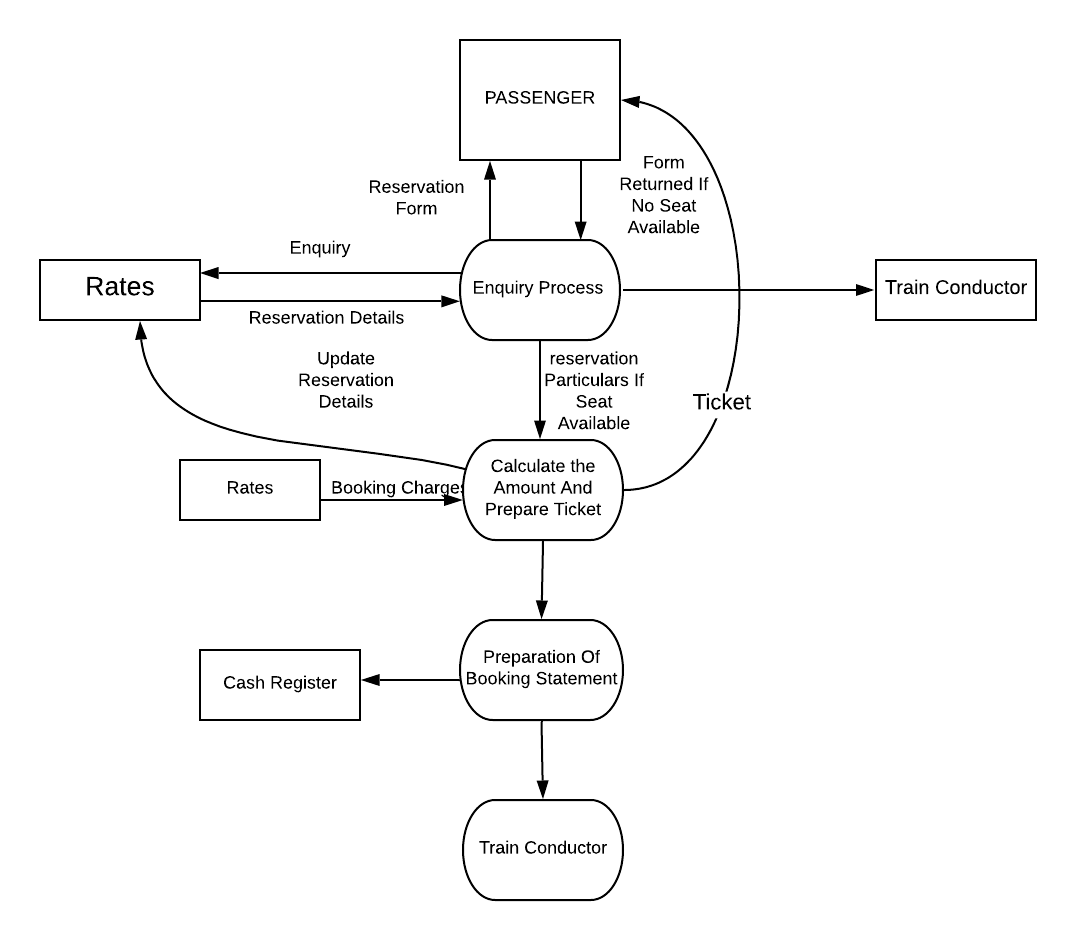 PASSENGER
Form
Returned If
No Seat
Available
Reservation
Form
Enquiry
Rates
Enquiry Process
Train Conductor
Reservation Details
Update
Reservation
Details
reservation
Particulars If
Seat
Available
Ticket
Calculate the
Amount And
Prepare Ticket
Rates
Booking Charges
Preparation Of
Booking Statement
Cash Register
Train Conductor